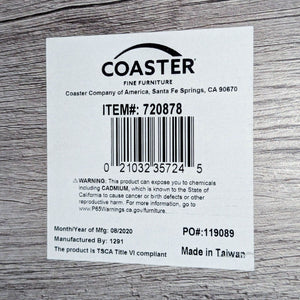 COASTER®
FINE FURNITURE
Coaster Company of America, Santa Fe Springs, CA 90670
ITEM#: 720878
0 21032 35724 5
⚠WARNING: This product can expose you to chemicals
including CADMIUM, which is known to the State of
California to cause cancer or birth defects or other
reproductive harm. For more information, go to
www.P65Warnings.ca.gov/furniture.
Month/Year of Mfg: 08/2020
PO#:119089
Manufactured By: 1291
Made in Taiwan
The product is TSCA Title VI compliant